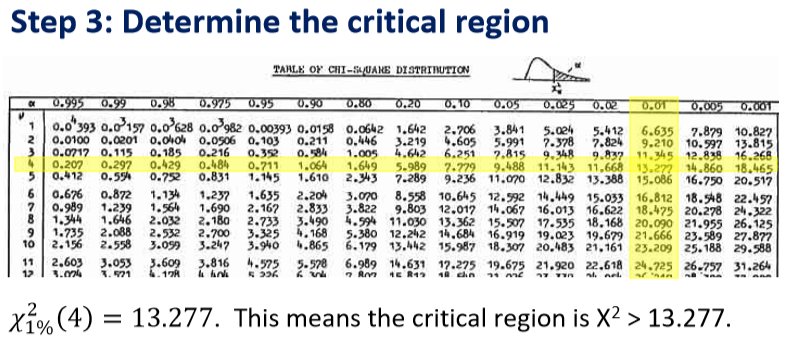 Step 3: Determine the critical region
TABLE OF CHI-SQUARE DISTRIBUTION
α 0.995 0.99 0.98 0.975 0.95 0.90 0.80 0.20 0.10 0.05 0.025 0.02 0.01 0.005 0.001
ν
1 0.0⁴393 0.0³157 0.0³628 0.0³982 0.00393 0.0158 0.0642 1.642 2.706 3.841 5.024 5.412 6.635 7.879 10.827
2 0.0100 0.0201 0.0404 0.0506 0.103 0.211 0.446 3.219 4.605 5.991 7.378 7.824 9.210 10.597 13.815
3 0.0717 0.115 0.185 0.216 0.352 0.584 1.005 4.642 6.251 7.815 9.348 9.837 11.345 12.838 16.268
4 0.207 0.297 0.429 0.484 0.711 1.064 1.649 5.989 7.779 9.488 11.143 11.668 13.277 14.860 18.465
5 0.412 0.554 0.752 0.831 1.145 1.610 2.343 7.289 9.236 11.070 12.832 13.388 15.086 16.750 20.517
6 0.676 0.872 1.134 1.237 1.635 2.204 3.070 8.558 10.645 12.592 14.449 15.033 16.812 18.548 22.457
7 0.989 1.239 1.564 1.690 2.167 2.833 3.822 9.803 12.017 14.067 16.013 16.622 18.475 20.278 24.322
8 1.344 1.646 2.032 2.180 2.733 3.490 4.594 11.030 13.362 15.507 17.535 18.168 20.090 21.955 26.125
9 1.735 2.088 2.532 2.700 3.325 4.168 5.380 12.242 14.684 16.919 19.023 19.679 21.666 23.589 27.877
10 2.156 2.558 3.059 3.247 3.940 4.865 6.179 13.442 15.987 18.307 20.483 21.161 23.209 25.188 29.588
11 2.603 3.053 3.609 3.816 4.575 5.578 6.989 14.631 17.275 19.675 21.920 22.618 24.725 26.757 31.264
χ²₁%(4) = 13.277. This means the critical region is X² > 13.277.